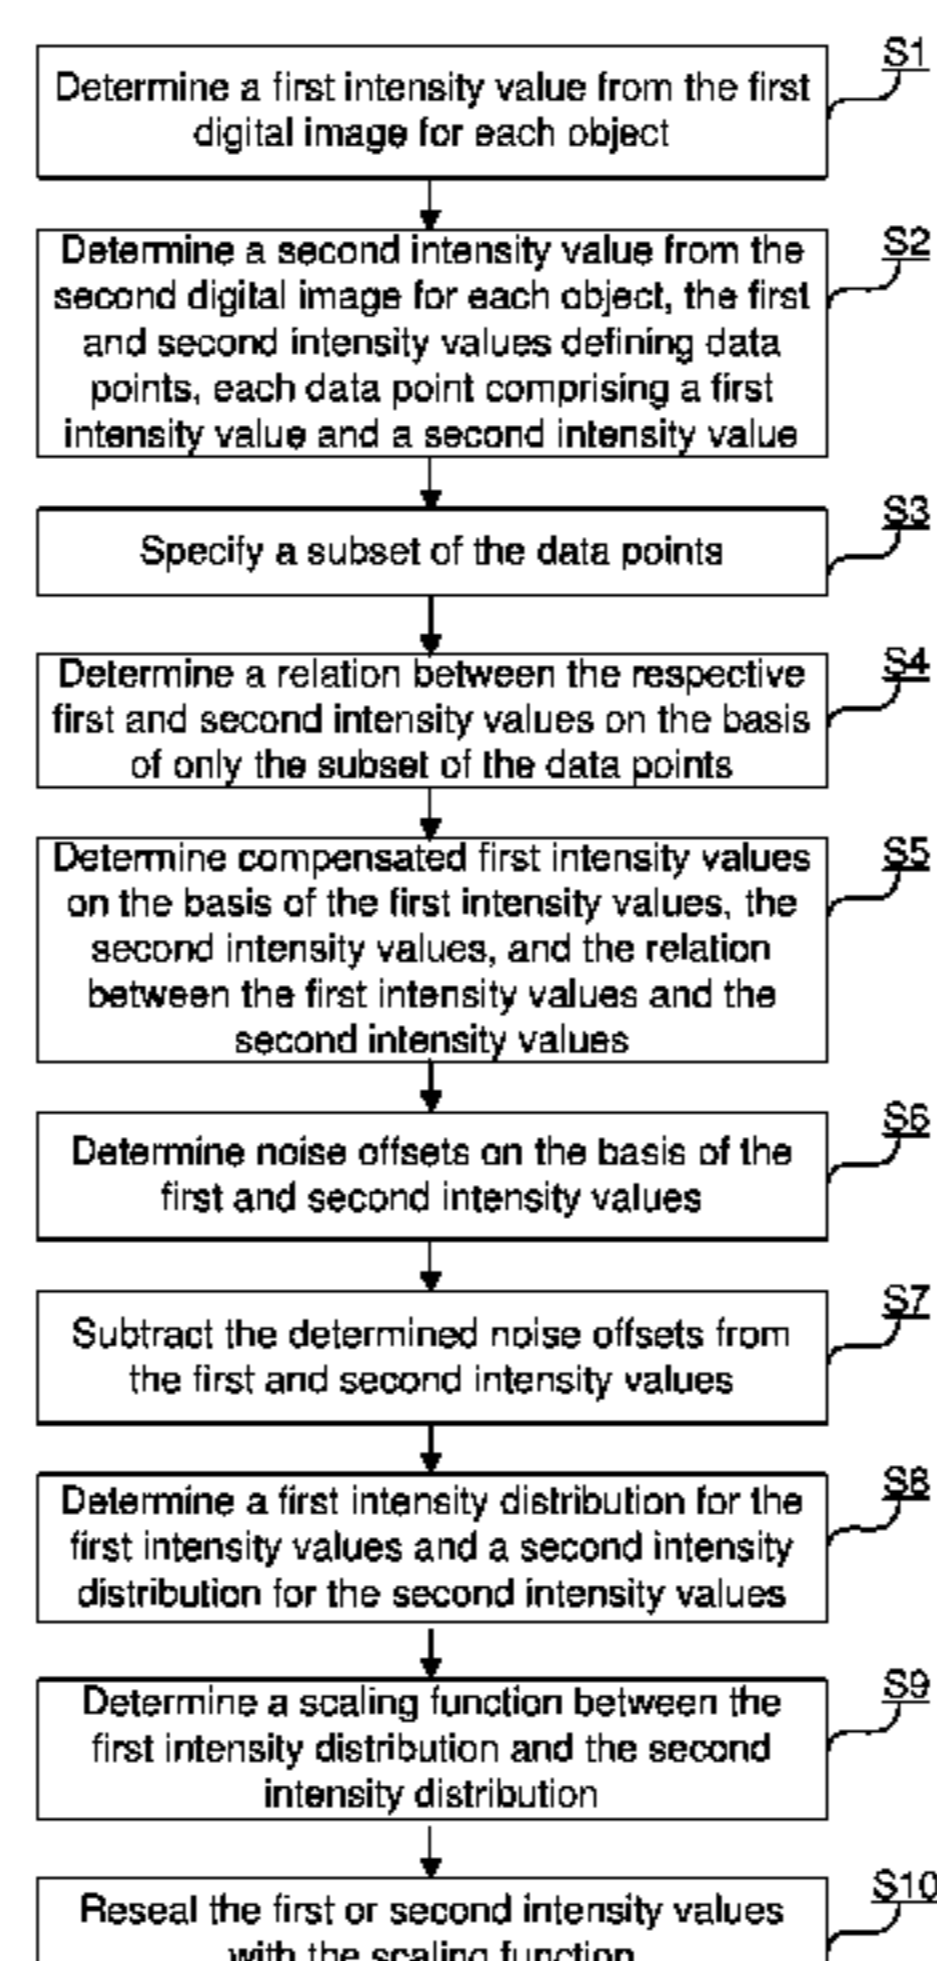 S1
Determine a first intensity value from the first
digital image for each object
S2
Determine a second intensity value from the
second digital image for each object, the first
and second intensity values defining data
points, each data point comprising a first
intensity value and a second intensity value
S3
Specify a subset of the data points
S4
Determine a relation between the respective
first and second intensity values on the basis
of only the subset of the data points
S5
Determine compensated first intensity values
on the basis of the first intensity values, the
second intensity values, and the relation
between the first intensity values and the
second intensity values
S6
Determine noise offsets on the basis of the
first and second intensity values
S7
Subtract the determined noise offsets from
the first and second intensity values
S8
Determine a first intensity distribution for the
first intensity values and a second intensity
distribution for the second intensity values
S9
Determine a scaling function between the
first intensity distribution and the second
intensity distribution
S10
Reseal the first or second intensity values
with the scaling function